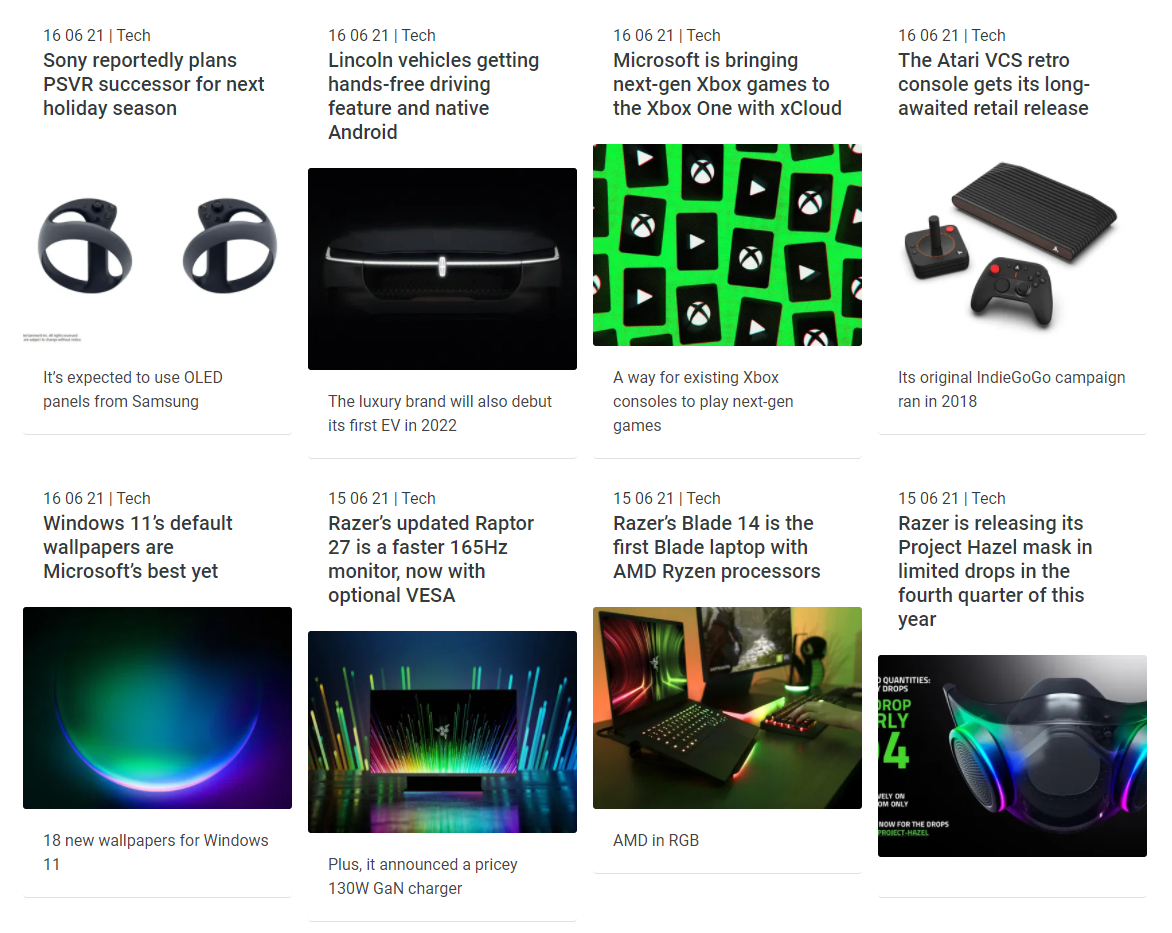 16 06 21 | Tech
Sony reportedly plans
PSVR successor for next
holiday season
It’s expected to use OLED
panels from Samsung
16 06 21 | Tech
Lincoln vehicles getting
hands-free driving
feature and native
Android
The luxury brand will also debut
its first EV in 2022
16 06 21 | Tech
Microsoft is bringing
next-gen Xbox games to
the Xbox One with xCloud
A way for existing Xbox
consoles to play next-gen
games
16 06 21 | Tech
The Atari VCS retro
console gets its long-
awaited retail release
Its original IndieGoGo campaign
ran in 2018
16 06 21 | Tech
Windows 11’s default
wallpapers are
Microsoft’s best yet
18 new wallpapers for Windows
11
15 06 21 | Tech
Razer’s updated Raptor
27 is a faster 165Hz
monitor, now with
optional VESA
Plus, it announced a pricey
130W GaN charger
15 06 21 | Tech
Razer’s Blade 14 is the
first Blade laptop with
AMD Ryzen processors
AMD in RGB
15 06 21 | Tech
Razer is releasing its
Project Hazel mask in
limited drops in the
fourth quarter of this
year
QUANTITIES:
DROPS
DROP
RLY
4
VELY ON
OM ONLY
NOW FOR THE DROPS
PROJECT-HAZEL